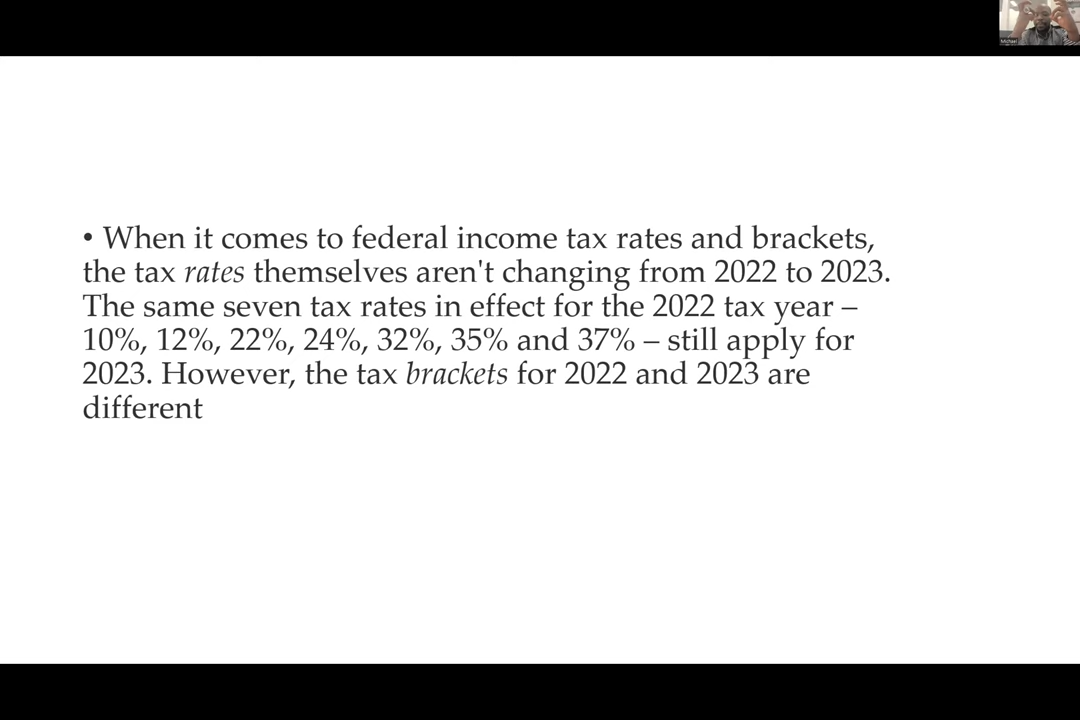 Michael
• When it comes to federal income tax rates and brackets,
the tax rates themselves aren't changing from 2022 to 2023.
The same seven tax rates in effect for the 2022 tax year –
10%, 12%, 22%, 24%, 32%, 35% and 37% – still apply for
2023. However, the tax brackets for 2022 and 2023 are
different